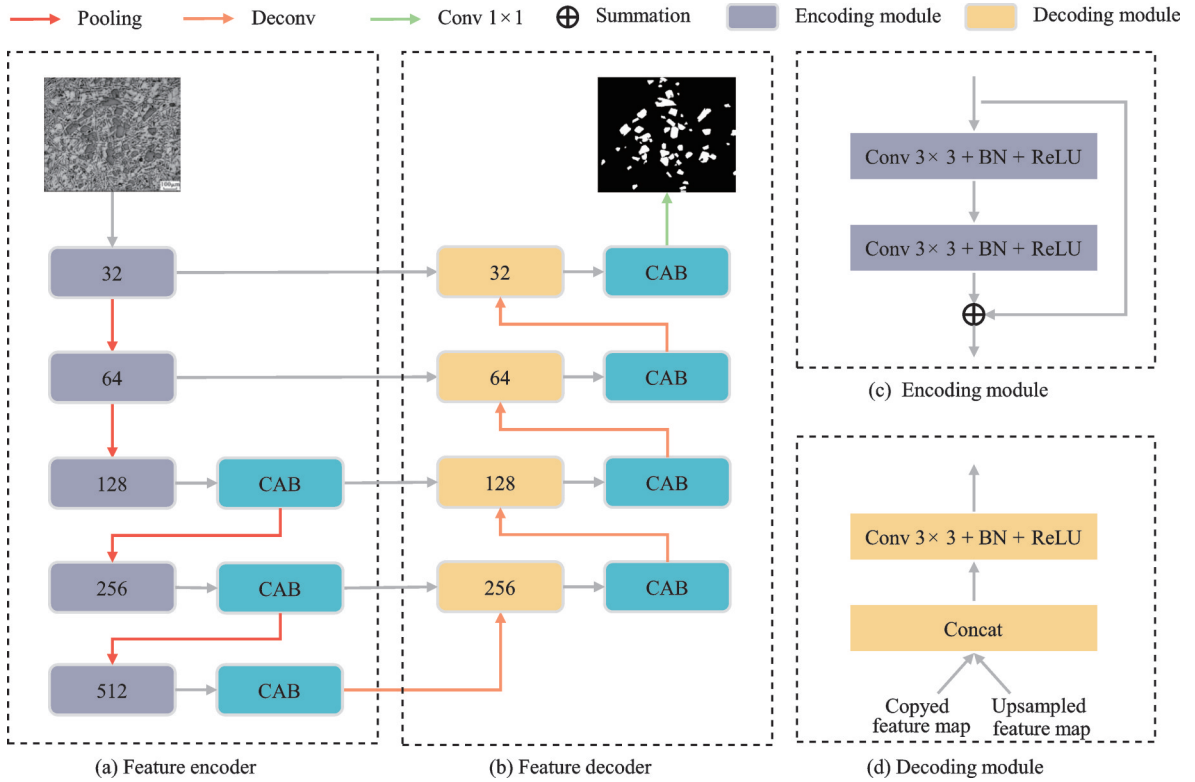 Pooling
Deconv
Conv 1×1
Summation
Encoding module
Decoding module
100μm
32
32
CAB
64
64
CAB
128
CAB
128
CAB
256
CAB
256
CAB
512
CAB
(a) Feature encoder
(b) Feature decoder
Conv 3× 3 + BN + ReLU
Conv 3× 3 + BN + ReLU
(c) Encoding module
Conv 3× 3 + BN + ReLU
Concat
Copyed
feature map
Upsampled
feature map
(d) Decoding module